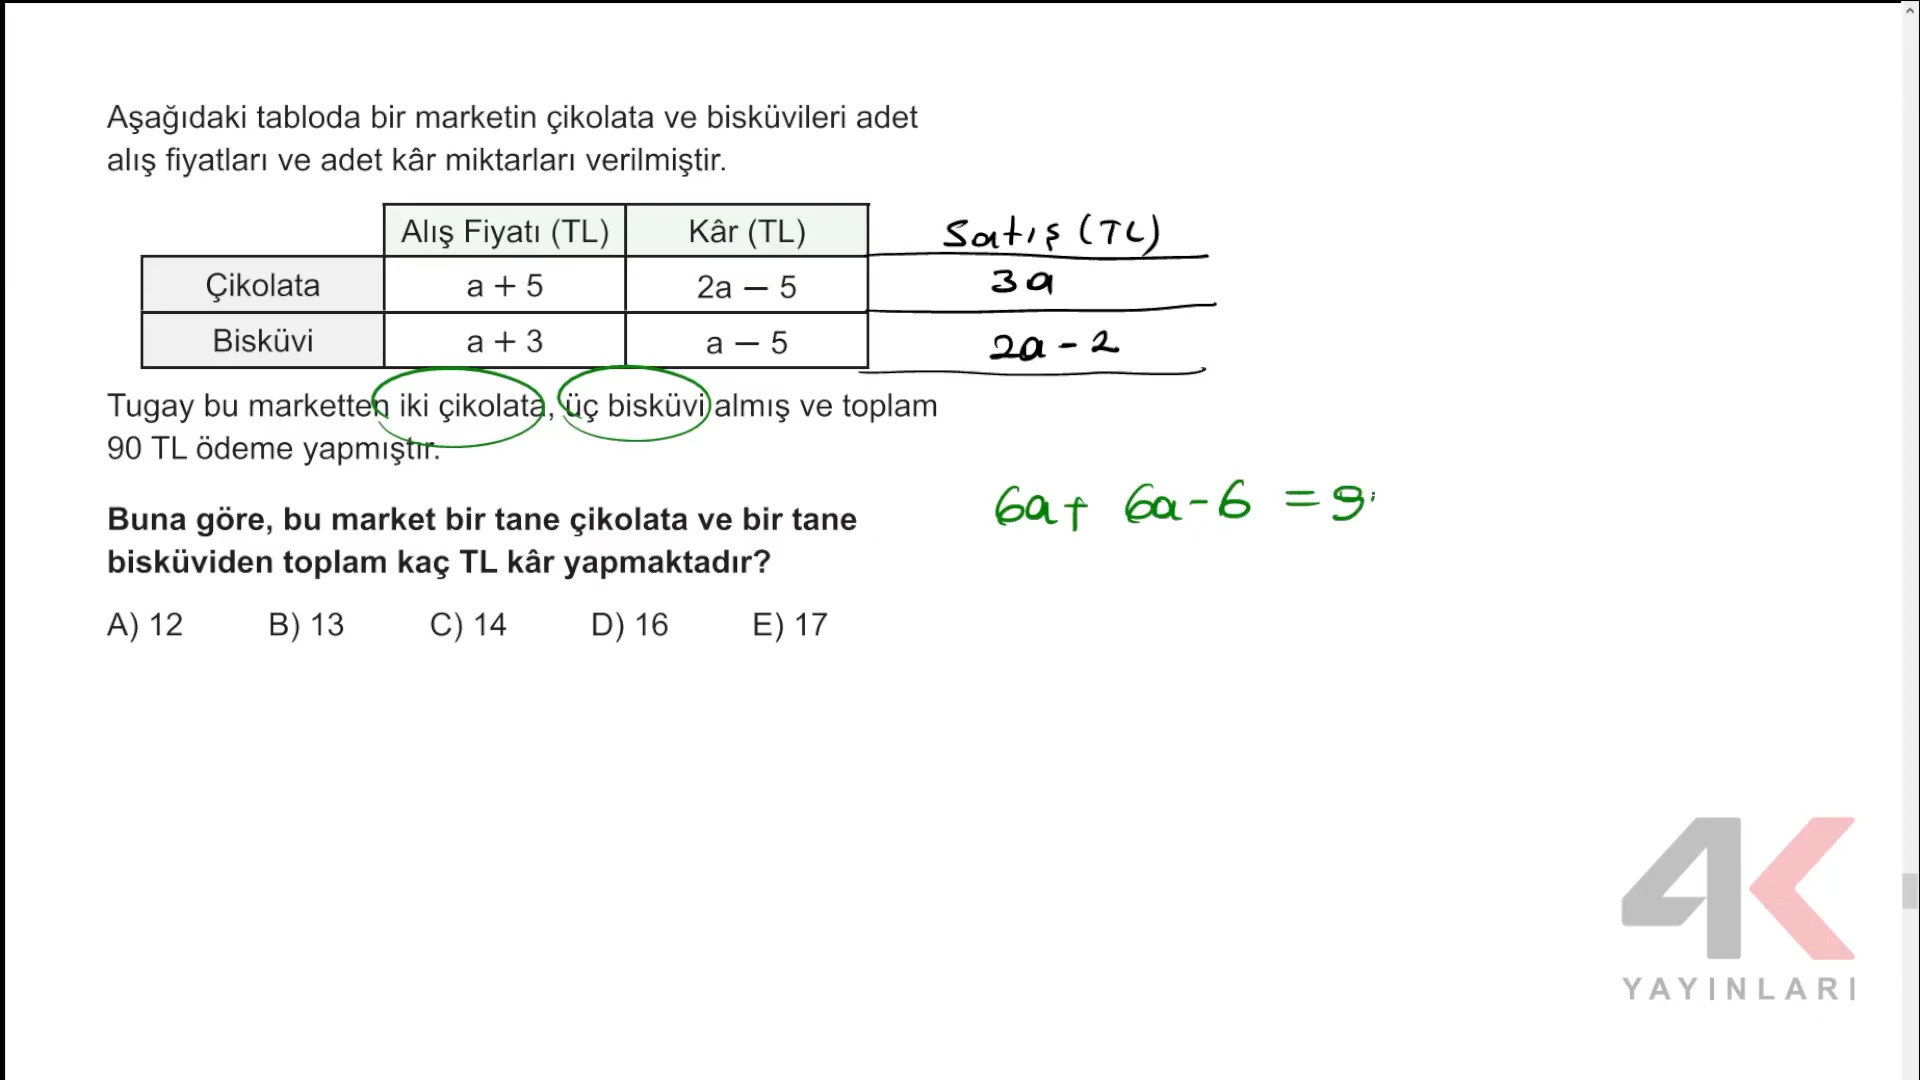 Aşağıdaki tabloda bir marketin çikolata ve bisküvileri adet
alış fiyatları ve adet kâr miktarları verilmiştir.
Alış Fiyatı (TL) Kâr (TL) Satış (TL)
Çikolata a + 5 2a − 5 3a
Bisküvi a + 3 a − 5 2a - 2
Tugay bu marketten iki çikolata, üç bisküvi almış ve toplam
90 TL ödeme yapmıştır.
6a + 6a - 6 = 9
Buna göre, bu market bir tane çikolata ve bir tane
bisküviden toplam kaç TL kâr yapmaktadır?
A) 12 B) 13 C) 14 D) 16 E) 17
4K
YAYINLARI